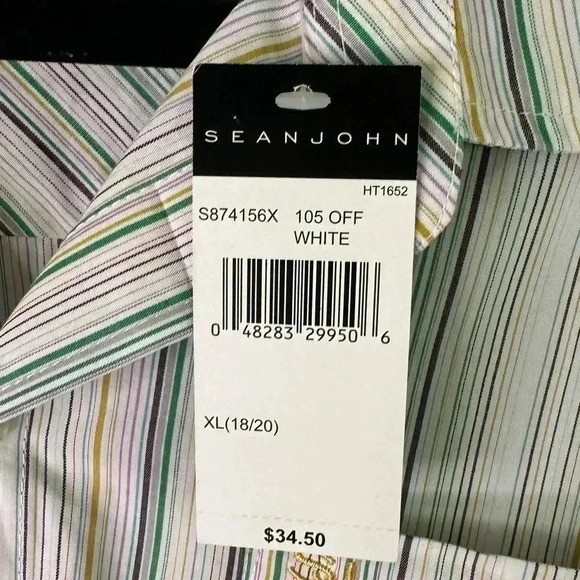 SEANJOHN
HT1652
S874156X 105 OFF
WHITE
0 48283 29950 6
XL(18/20)
$34.50